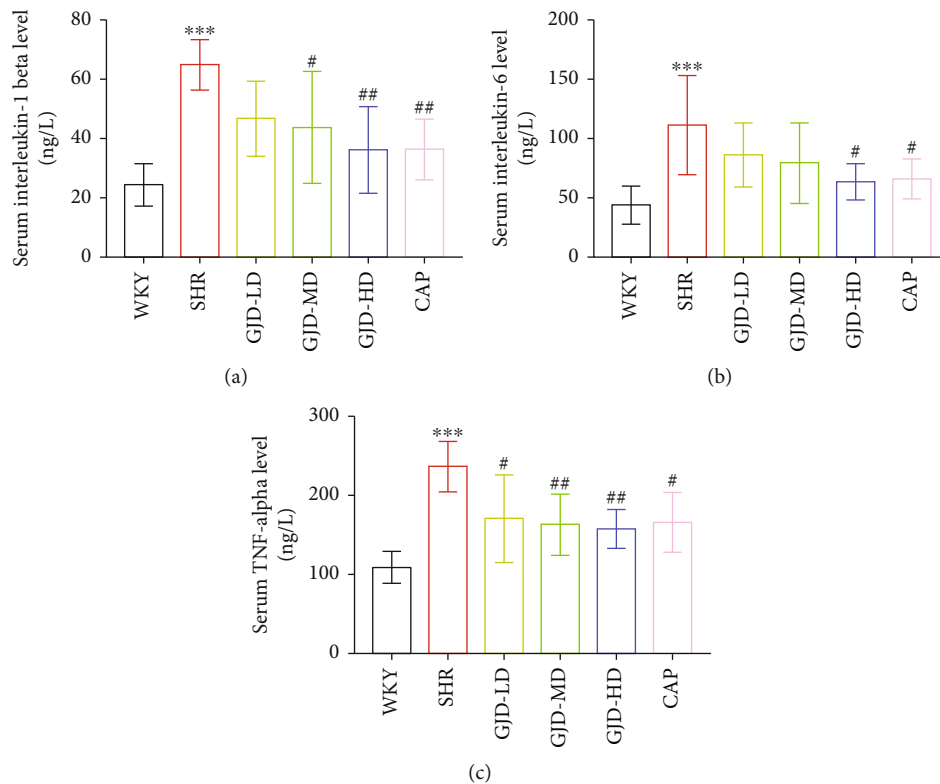 Serum interleukin-1 beta level
(ng/L)
80
60
40
20
0
***
#
##
##
WKY
SHR
GJD-LD
GJD-MD
GJD-HD
CAP
(a)
Serum interleukin-6 level
(ng/L)
200
150
100
50
0
***
#
#
WKY
SHR
GJD-LD
GJD-MD
GJD-HD
CAP
(b)
Serum TNF-alpha level
(ng/L)
300
200
100
0
***
#
##
##
#
WKY
SHR
GJD-LD
GJD-MD
GJD-HD
CAP
(c)